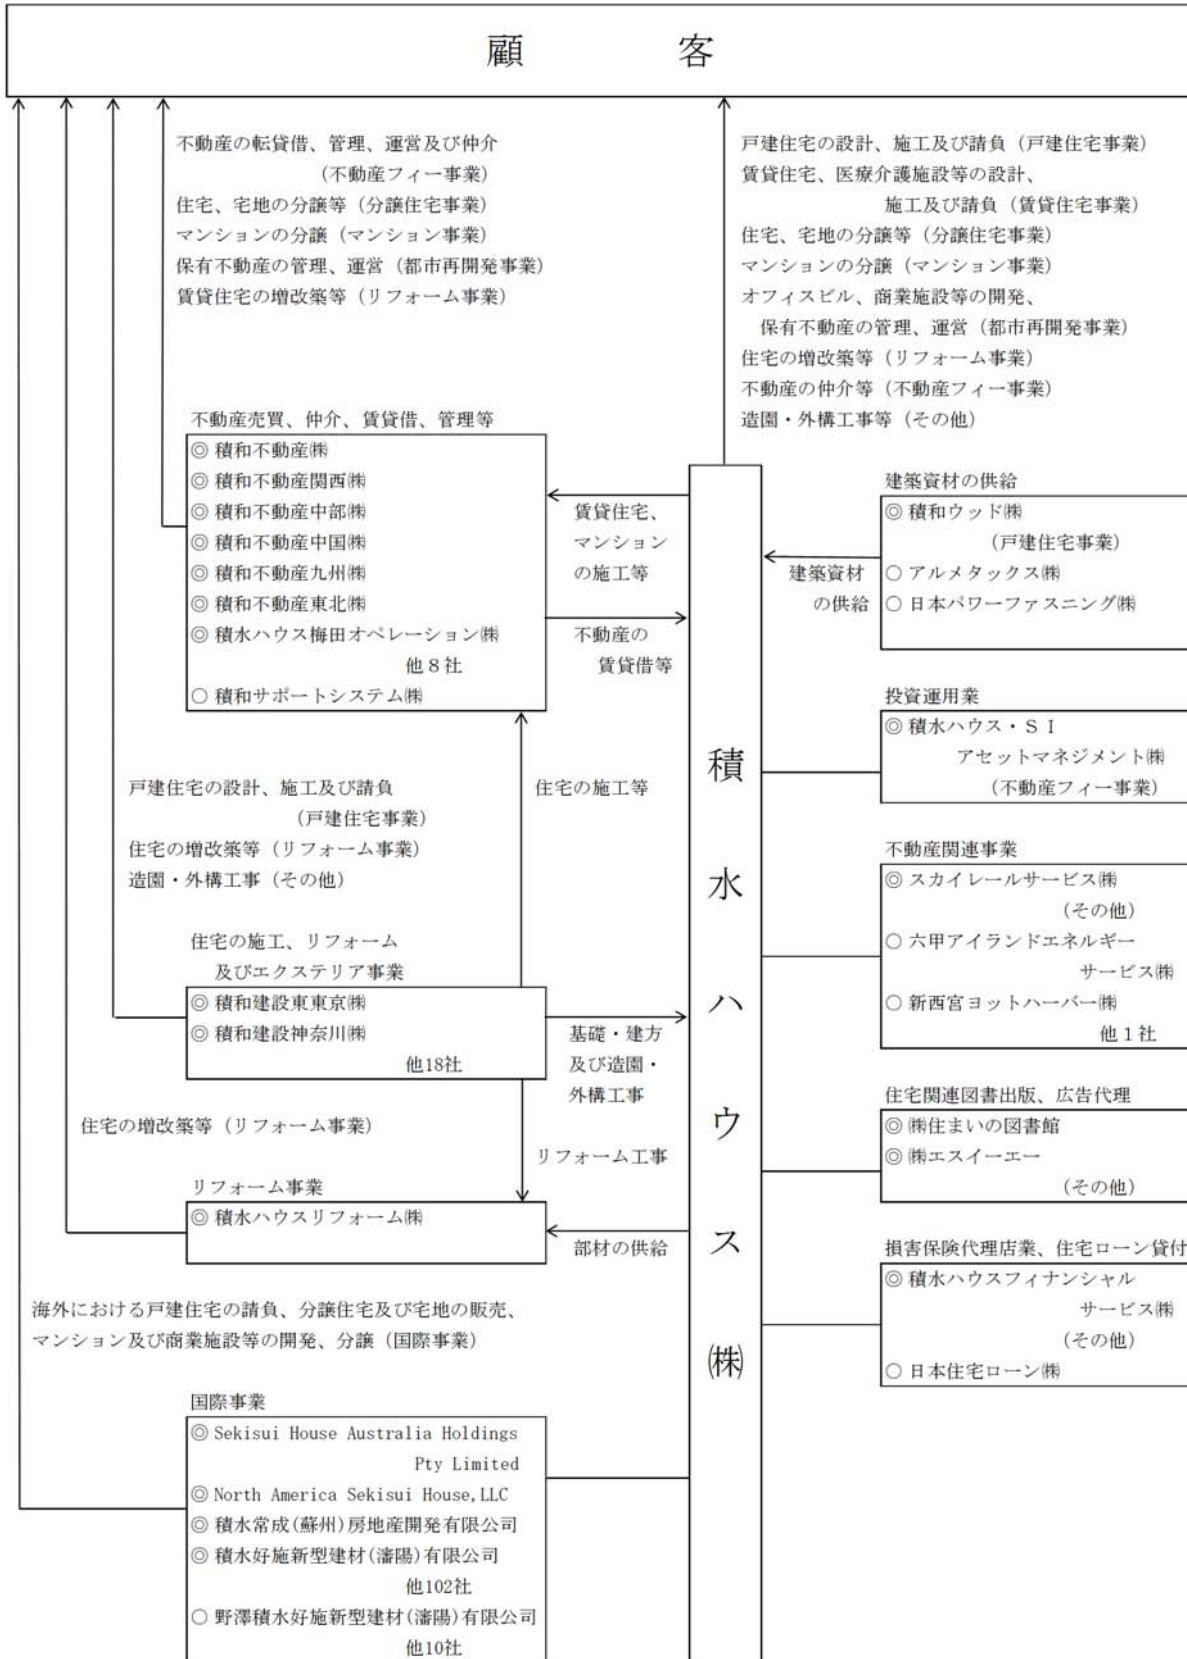 顧客
不動産の転貸借、管理、運営及び仲介
(不動産フィー事業)
住宅、宅地の分譲等(分譲住宅事業)
マンションの分譲(マンション事業)
保有不動産の管理、運営(都市再開発事業)
賃貸住宅の増改築等(リフォーム事業)
戸建住宅の設計、施工及び請負(戸建住宅事業)
賃貸住宅、医療介護施設等の設計、
施工及び請負(賃貸住宅事業)
住宅、宅地の分譲等(分譲住宅事業)
マンションの分譲(マンション事業)
オフィスビル、商業施設等の開発、
保有不動産の管理、運営(都市再開発事業)
住宅の増改築等(リフォーム事業)
不動産の仲介等(不動産フィー事業)
造園・外構工事等(その他)
不動産売買、仲介、賃貸借、管理等
◎ 積和不動産㈱
◎ 積和不動産関西㈱
◎ 積和不動産中部㈱
◎ 積和不動産中国㈱
◎ 積和不動産九州㈱
◎ 積和不動産東北㈱
◎ 積水ハウス梅田オペレーション㈱
他8社
○ 積和サポートシステム㈱
賃貸住宅、
マンション
の施工等
不動産の
賃貸借等
住宅の施工等
戸建住宅の設計、施工及び請負
(戸建住宅事業)
住宅の増改築等(リフォーム事業)
造園・外構工事(その他)
住宅の施工、リフォーム
及びエクステリア事業
◎ 積和建設東東京㈱
◎ 積和建設神奈川㈱
他18社
基礎・建方
及び造園・
外構工事
住宅の増改築等(リフォーム事業)
リフォーム工事
リフォーム事業
◎ 積水ハウスリフォーム㈱
部材の供給
海外における戸建住宅の請負、分譲住宅及び宅地の販売、
マンション及び商業施設等の開発、分譲(国際事業)
国際事業
◎ Sekisui House Australia Holdings
Pty Limited
◎ North America Sekisui House,LLC
◎ 積水常成(蘇州)房地産開発有限公司
◎ 積水好施新型建材(瀋陽)有限公司
他102社
○ 野澤積水好施新型建材(瀋陽)有限公司
他10社
積水ハウス㈱
建築資材の供給
◎ 積和ウッド㈱
(戸建住宅事業)
○ アルメタックス㈱
○ 日本パワーファスニング㈱
建築資材
の供給
投資運用業
◎ 積水ハウス・SI
アセットマネジメント㈱
(不動産フィー事業)
不動産関連事業
◎ スカイレールサービス㈱
(その他)
○ 六甲アイランドエネルギー
サービス㈱
○ 新西宮ヨットハーバー㈱
他1社
住宅関連図書出版、広告代理
◎ ㈱住まいの図書館
◎ ㈱エスイーエー
(その他)
損害保険代理店業、住宅ローン貸付
◎ 積水ハウスフィナンシャル
サービス㈱
(その他)
○ 日本住宅ローン㈱